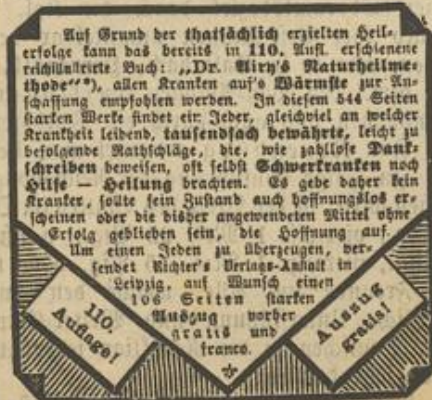 Auf Grund der thatsächlich erzielten Heil-
erfolge kann das bereits in 110. Aufl. erschienene
reichillustrirte Buch: „Dr. Airy's Naturheilme-
thode“*), allen Kranken auf's Wärmste zur An-
schaffung empfohlen werden. In diesem 544 Seiten
starken Werke findet ein Jeder, gleichviel an welcher
Krankheit leidend, tausendfach bewährte, leicht zu
befolgende Rathschläge, die, wie zahllose Dank-
schreiben beweisen, oft selbst Schwerkranken noch
Hilfe — Heilung brachten. Es gebe daher kein
Kranker, sollte sein Zustand auch hoffnungslos er-
scheinen oder die bisher angewendeten Mittel ohne
Erfolg geblieben sein, die Hoffnung auf.
Um einen Jeden zu überzeugen, ver-
sendet Richter's Verlags-Anstalt in
Leipzig, auf Wunsch einen
106 Seiten starken
Auszug vorher
gratis und
franco.
*
110.
Auflage!
Auszug
gratis!